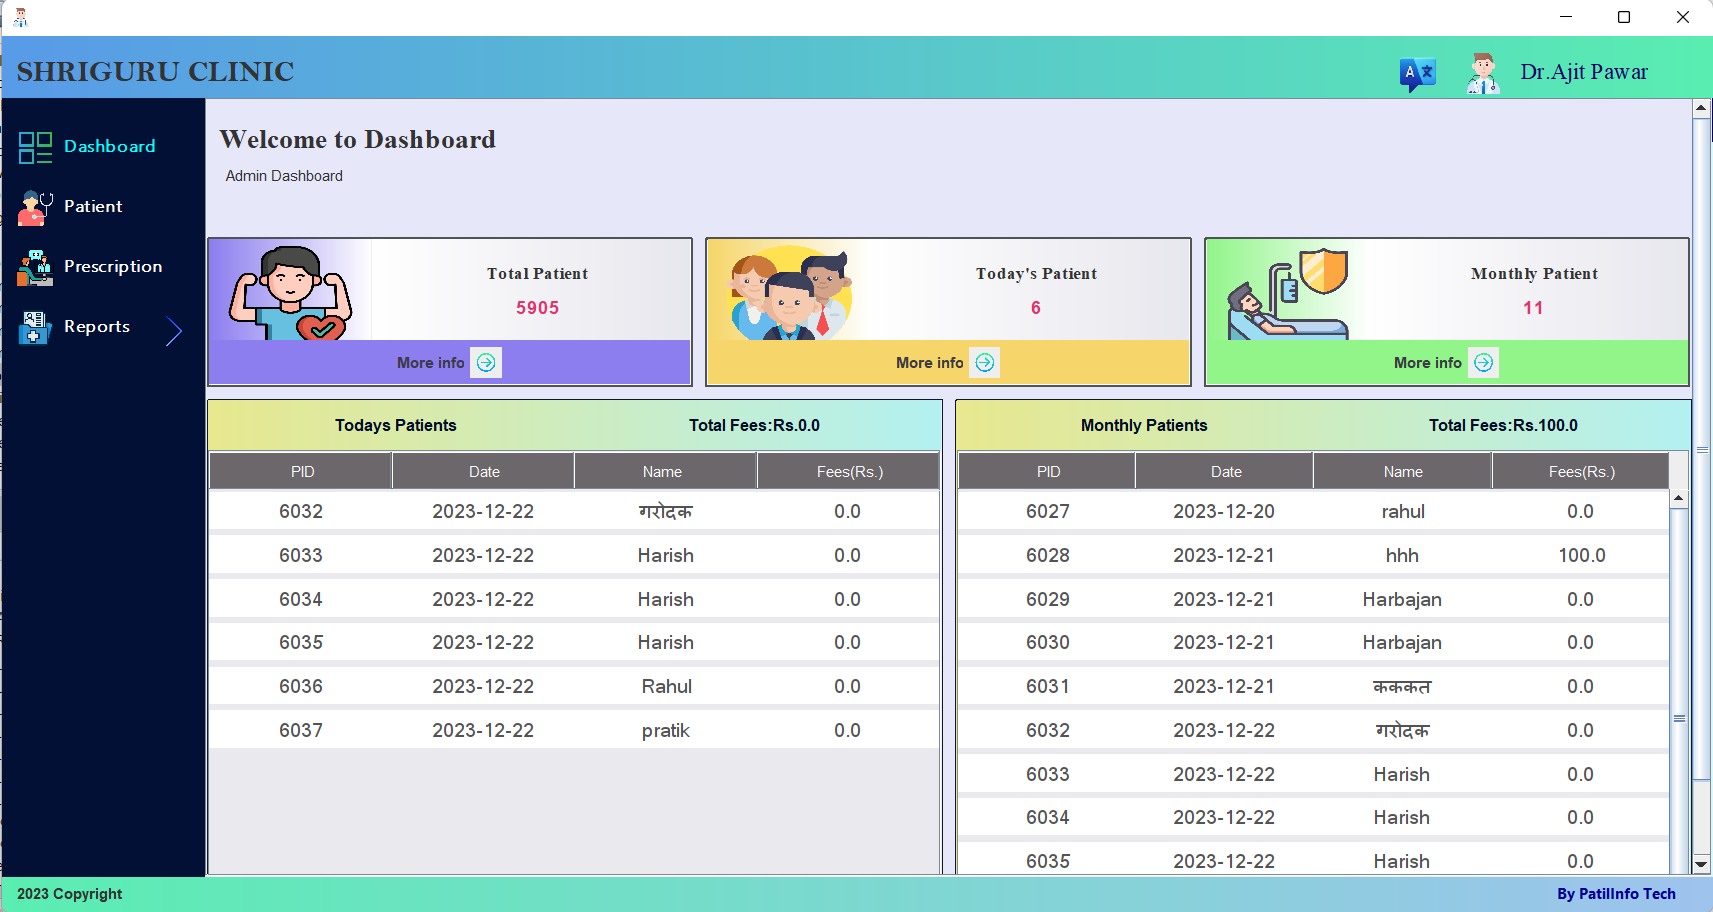 SHRIGURU CLINIC
Dr.Ajit Pawar
Dashboard
Patient
Prescription
Reports
Welcome to Dashboard
Admin Dashboard
Total Patient
5905
More info
Today's Patient
6
More info
Monthly Patient
11
More info
Todays Patients Total Fees:Rs.0.0
PID Date Name Fees(Rs.)
6032 2023-12-22 गरोदक 0.0
6033 2023-12-22 Harish 0.0
6034 2023-12-22 Harish 0.0
6035 2023-12-22 Harish 0.0
6036 2023-12-22 Rahul 0.0
6037 2023-12-22 pratik 0.0
Monthly Patients Total Fees:Rs.100.0
PID Date Name Fees(Rs.)
6027 2023-12-20 rahul 0.0
6028 2023-12-21 hhh 100.0
6029 2023-12-21 Harbajan 0.0
6030 2023-12-21 Harbajan 0.0
6031 2023-12-21 कककत 0.0
6032 2023-12-22 गरोदक 0.0
6033 2023-12-22 Harish 0.0
6034 2023-12-22 Harish 0.0
6035 2023-12-22 Harish 0.0
2023 Copyright
By PatilInfo Tech